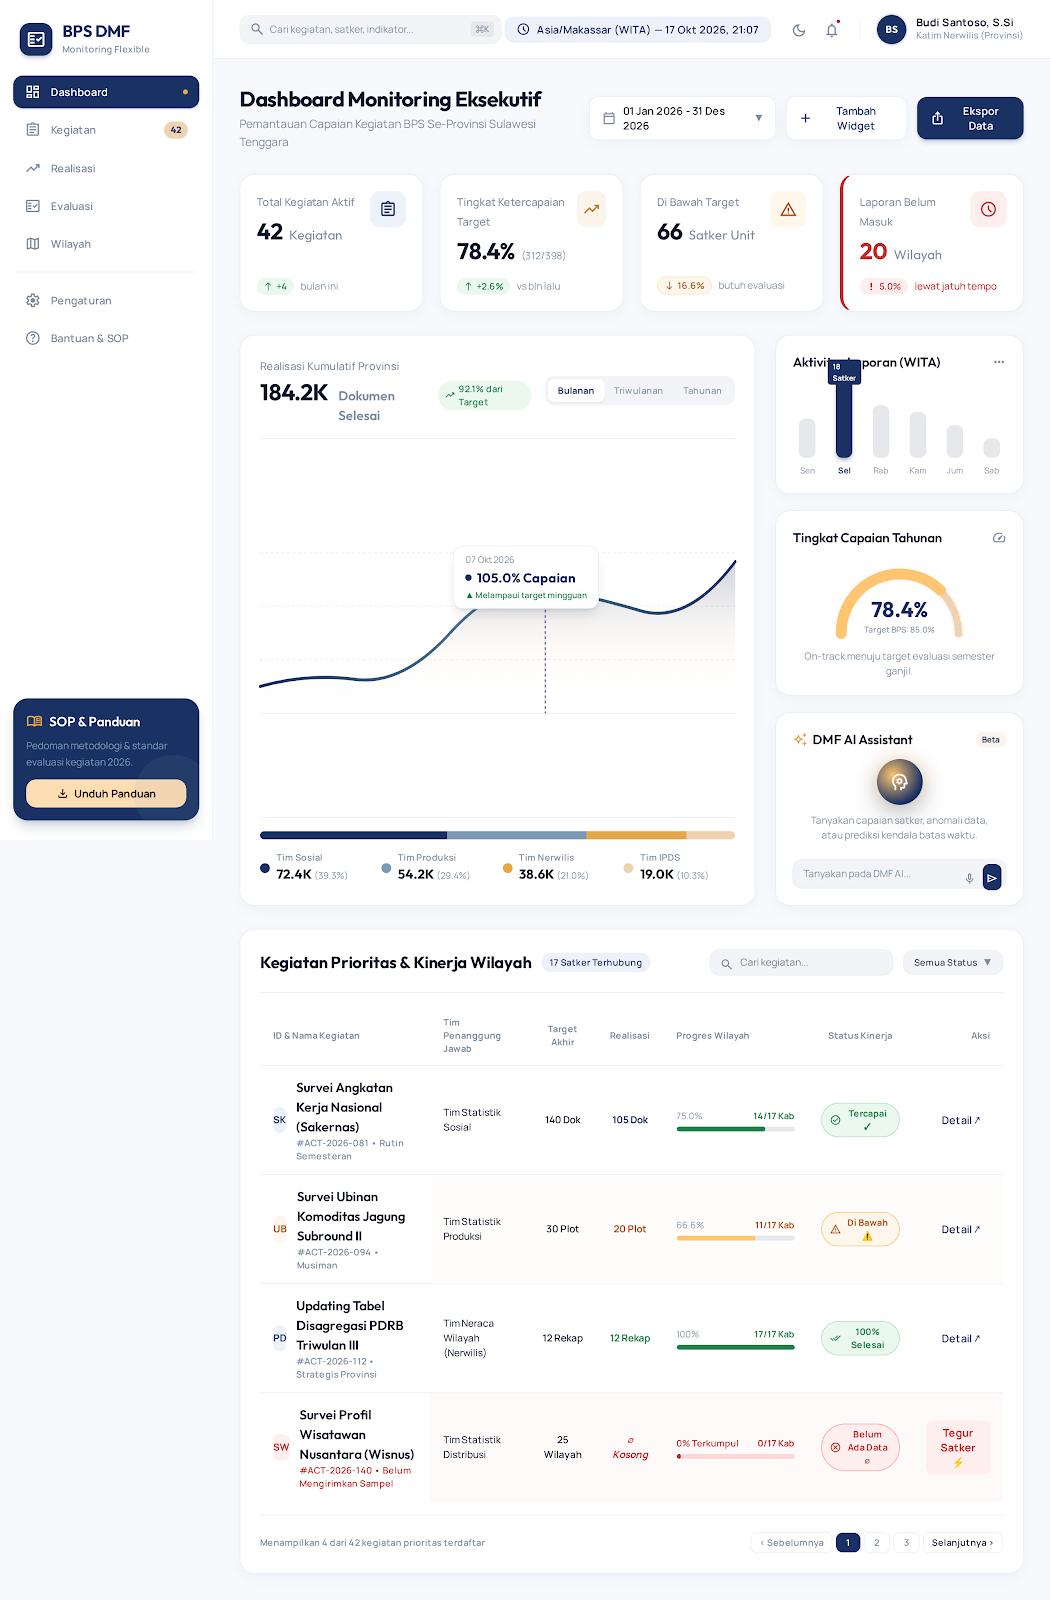 BPS DMF
Monitoring Flexible
Dashboard
Kegiatan
42
Realisasi
Evaluasi
Wilayah
Pengaturan
Bantuan & SOP
SOP & Panduan
Pedoman metodologi & standar
evaluasi kegiatan 2026.
Unduh Panduan
Cari kegiatan, satker, indikator...
⌘K
Asia/Makassar (WITA) — 17 Okt 2026, 21:07
BS
Budi Santoso, S.Si
Katim Nerwilis (Provinsi)
Dashboard Monitoring Eksekutif
Pemantauan Capaian Kegiatan BPS Se-Provinsi Sulawesi
Tenggara
01 Jan 2026 - 31 Des
2026
▼
Tambah
Widget
Ekspor
Data
Total Kegiatan Aktif
42 Kegiatan
↑ +4 bulan ini
Tingkat Ketercapaian
Target
78.4% (312/398)
↑ +2.6% vs bln lalu
Di Bawah Target
66 Satker Unit
↓ 16.6% butuh evaluasi
Laporan Belum
Masuk
20 Wilayah
! 5.0% lewat jatuh tempo
Realisasi Kumulatif Provinsi
184.2K Dokumen
Selesai
92.1% dari
Target
Bulanan Triwulanan Tahunan
07 Okt 2026
105.0% Capaian
▲ Melampaui target mingguan
Tim Sosial
72.4K (39.3%)
Tim Produksi
54.2K (29.4%)
Tim Nerwilis
38.6K (21.0%)
Tim IPDS
19.0K (10.3%)
Aktivitas Laporan (WITA)
18
Satker
Sen Sel Rab Kam Jum Sab
Tingkat Capaian Tahunan
78.4%
Target BPS: 85.0%
On-track menuju target evaluasi semester
ganjil.
DMF AI Assistant
Beta
Tanyakan capaian satker, anomali data,
atau prediksi kendala batas waktu.
Tanyakan pada DMF AI...
Kegiatan Prioritas & Kinerja Wilayah
17 Satker Terhubung
Cari kegiatan...
Semua Status ▼
ID & Nama Kegiatan
Tim
Penanggung
Jawab
Target
Akhir
Realisasi
Progres Wilayah
Status Kinerja
Aksi
SK
Survei Angkatan
Kerja Nasional
(Sakernas)
#ACT-2026-081 • Rutin
Semesteran
Tim Statistik
Sosial
140 Dok
105 Dok
75.0% 14/17 Kab
Tercapai
✓
Detail ↗
UB
Survei Ubinan
Komoditas Jagung
Subround II
#ACT-2026-094 •
Musiman
Tim Statistik
Produksi
30 Plot
20 Plot
66.6% 11/17 Kab
Di Bawah
⚠️
Detail ↗
PD
Updating Tabel
Disagregasi PDRB
Triwulan III
#ACT-2026-112 •
Strategis Provinsi
Tim Neraca
Wilayah
(Nerwilis)
12 Rekap
12 Rekap
100% 17/17 Kab
100%
Selesai
Detail ↗
SW
Survei Profil
Wisatawan
Nusantara (Wisnus)
#ACT-2026-140 • Belum
Mengirimkan Sampel
Tim Statistik
Distribusi
25
Wilayah
∅
Kosong
0% Terkumpul 0/17 Kab
Belum
Ada Data
∅
Tegur
Satker
⚡
Menampilkan 4 dari 42 kegiatan prioritas terdaftar
‹ Sebelumnya 1 2 3 Selanjutnya ›